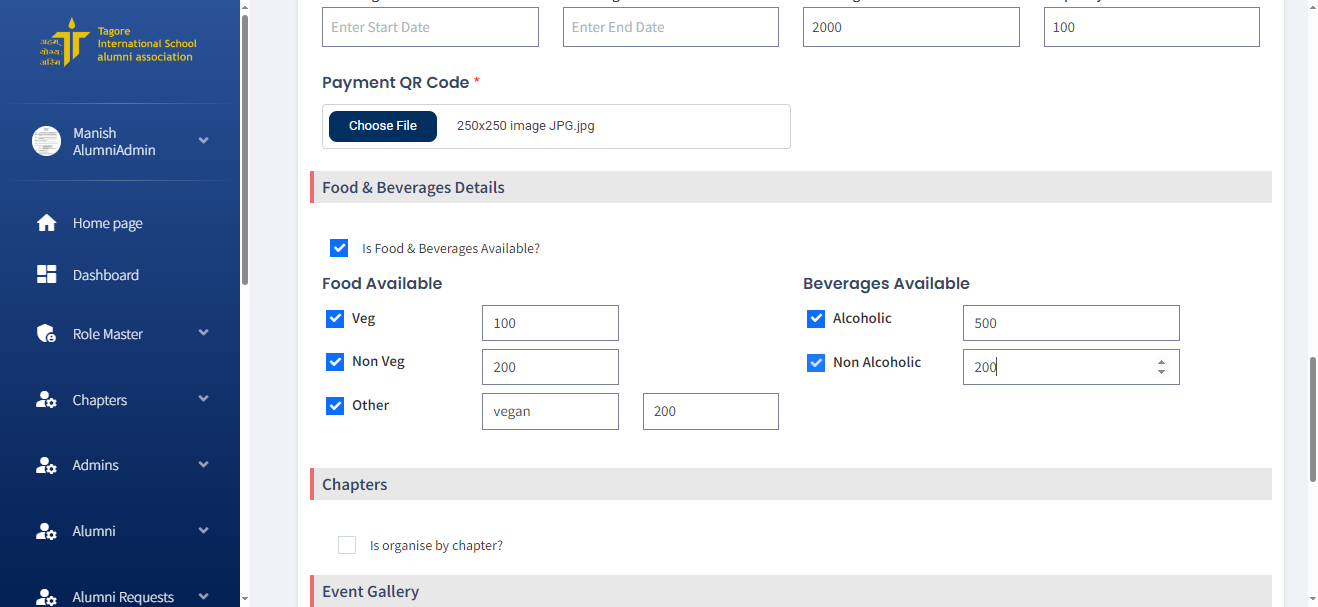 अहम्
योग्यः
अस्मि
Tagore
International School
alumni association
Manish
AlumniAdmin
Home page
Dashboard
Role Master
Chapters
Admins
Alumni
Alumni Requests
Enter Start Date
Enter End Date
2000
100
Payment QR Code *
Choose File
250x250 image JPG.jpg
Food & Beverages Details
Is Food & Beverages Available?
Food Available
Beverages Available
Veg
100
Alcoholic
500
Non Veg
200
Non Alcoholic
200
Other
vegan
200
Chapters
Is organise by chapter?
Event Gallery